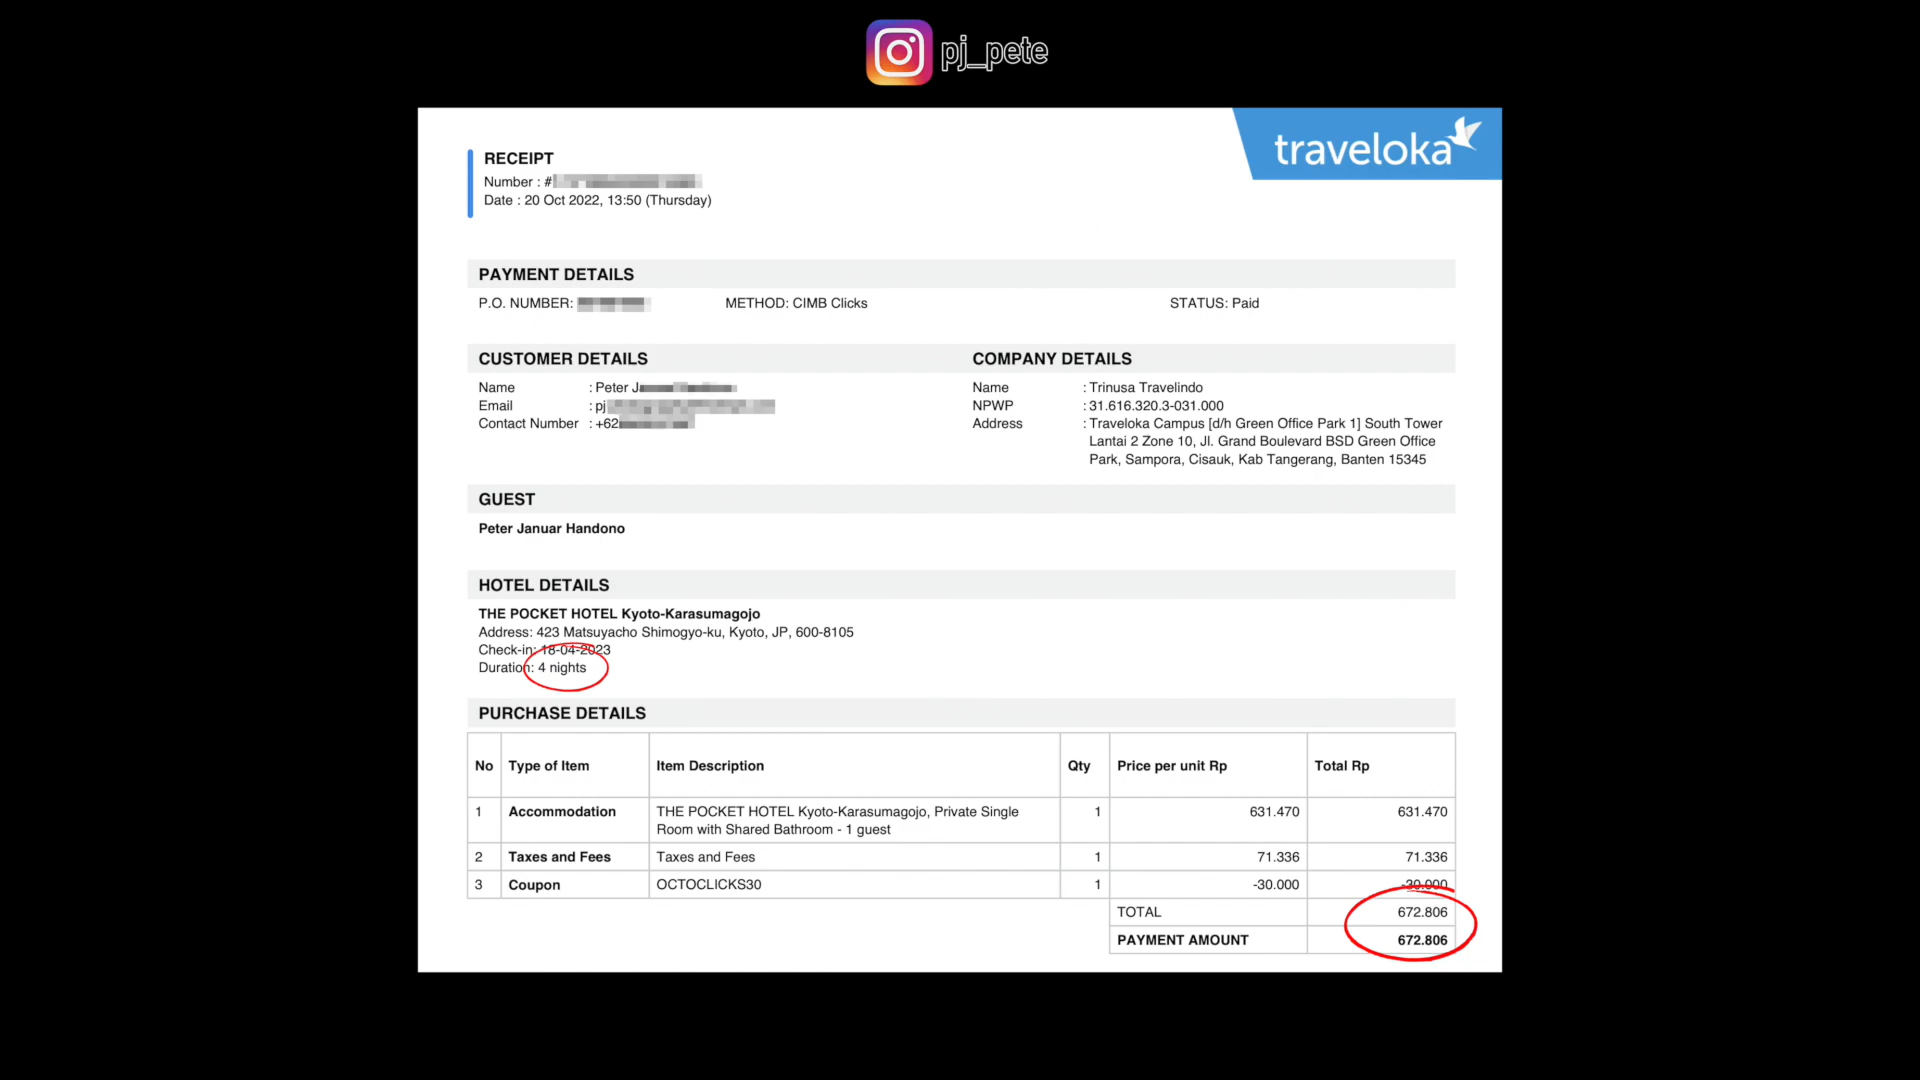 pj_pete
traveloka
RECEIPT
Number : #
Date : 20 Oct 2022, 13:50 (Thursday)
PAYMENT DETAILS
P.O. NUMBER: METHOD: CIMB Clicks STATUS: Paid
CUSTOMER DETAILS COMPANY DETAILS
Name : Peter J Name : Trinusa Travelindo
Email : pj NPWP : 31.616.320.3-031.000
Contact Number : +62 Address : Traveloka Campus [d/h Green Office Park 1] South Tower
Lantai 2 Zone 10, Jl. Grand Boulevard BSD Green Office
Park, Sampora, Cisauk, Kab Tangerang, Banten 15345
GUEST
Peter Januar Handono
HOTEL DETAILS
THE POCKET HOTEL Kyoto-Karasumagojo
Address: 423 Matsuyacho Shimogyo-ku, Kyoto, JP, 600-8105
Check-in: 18-04-2023
Duration: 4 nights
PURCHASE DETAILS
No Type of Item Item Description Qty Price per unit Rp Total Rp
1 Accommodation THE POCKET HOTEL Kyoto-Karasumagojo, Private Single 1 631.470 631.470
Room with Shared Bathroom - 1 guest
2 Taxes and Fees Taxes and Fees 1 71.336 71.336
3 Coupon OCTOCLICKS30 1 -30.000 -30.000
TOTAL 672.806
PAYMENT AMOUNT 672.806